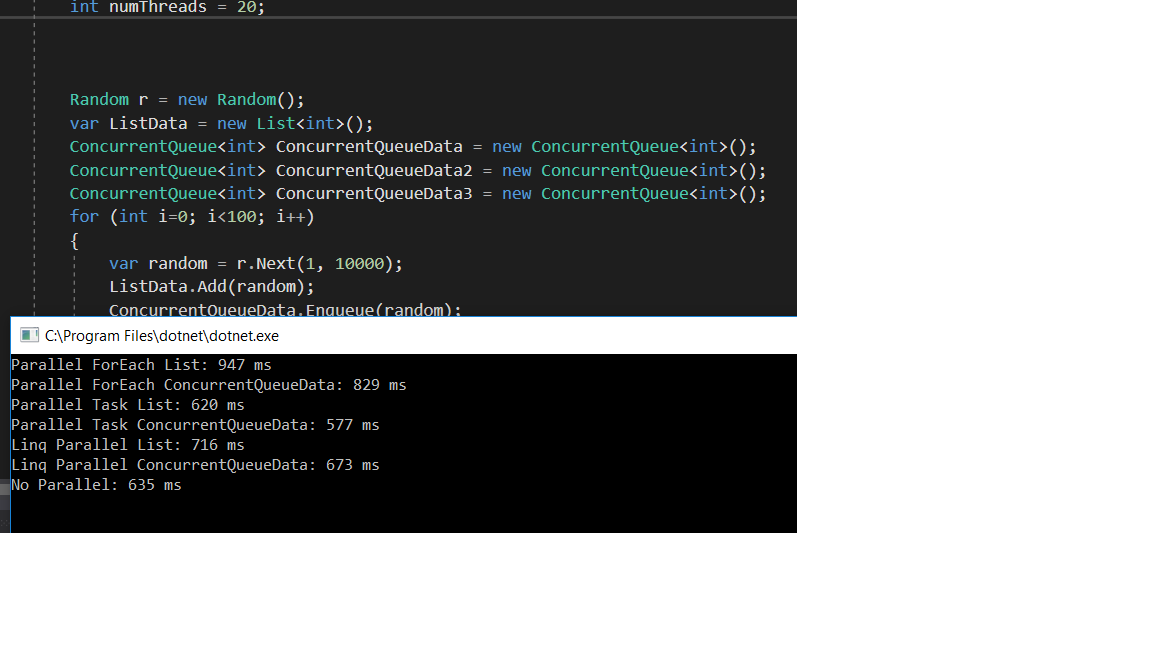 int numThreads = 20;
Random r = new Random();
var ListData = new List<int>();
ConcurrentQueue<int> ConcurrentQueueData = new ConcurrentQueue<int>();
ConcurrentQueue<int> ConcurrentQueueData2 = new ConcurrentQueue<int>();
ConcurrentQueue<int> ConcurrentQueueData3 = new ConcurrentQueue<int>();
for (int i=0; i<100; i++)
{
var random = r.Next(1, 10000);
ListData.Add(random);
ConcurrentQueueData.Enqueue(random);
C:\Program Files\dotnet\dotnet.exe
Parallel ForEach List: 947 ms
Parallel ForEach ConcurrentQueueData: 829 ms
Parallel Task List: 620 ms
Parallel Task ConcurrentQueueData: 577 ms
Linq Parallel List: 716 ms
Linq Parallel ConcurrentQueueData: 673 ms
No Parallel: 635 ms